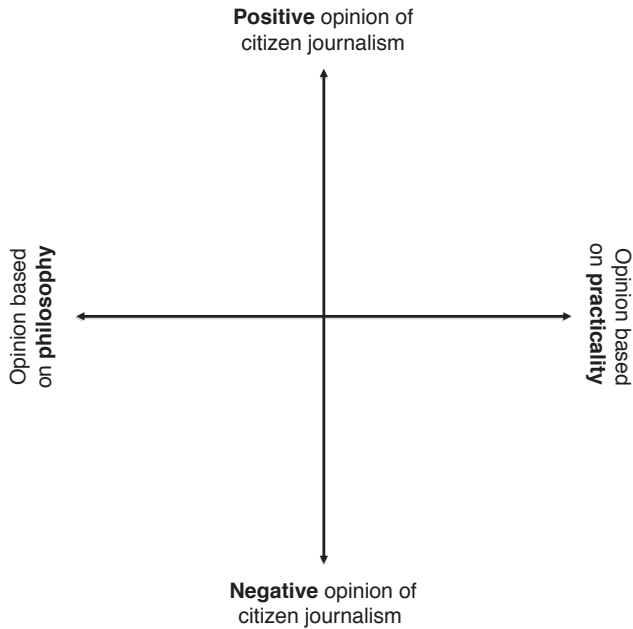 Positive opinion of
citizen journalism
Opinion based
on philosophy
Opinion based
on practicality
Negative opinion of
citizen journalism